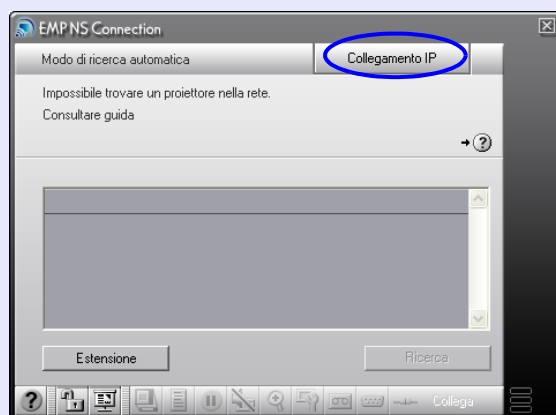 EMP NS Connection
Modo di ricerca automatica
Collegamento IP
Impossibile trovare un proiettore nella rete.
Consultare guida
Estensione
Ricerca
Collega